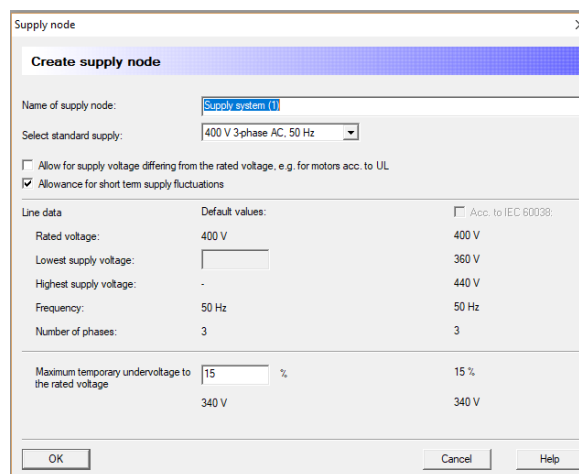 Supply node
Create supply node
Name of supply node: Supply system (1)
Select standard supply: 400 V 3-phase AC, 50 Hz
Allow for supply voltage differing from the rated voltage, e.g. for motors acc. to UL
Allowance for short term supply fluctuations
Line data Default values: Acc. to IEC 60038:
Rated voltage: 400 V 400 V
Lowest supply voltage: 360 V
Highest supply voltage: - 440 V
Frequency: 50 Hz 50 Hz
Number of phases: 3 3
Maximum temporary undervoltage to
the rated voltage 15 % 15 %
340 V 340 V
OK Cancel Help